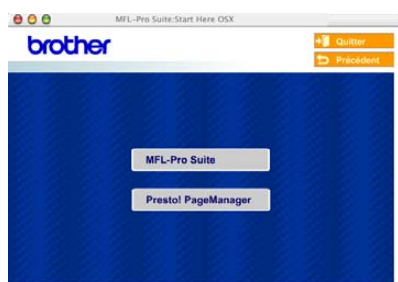 MFL-Pro Suite:Start Here OSX
brother
Quitter
Précédent
MFL-Pro Suite
Presto! PageManager